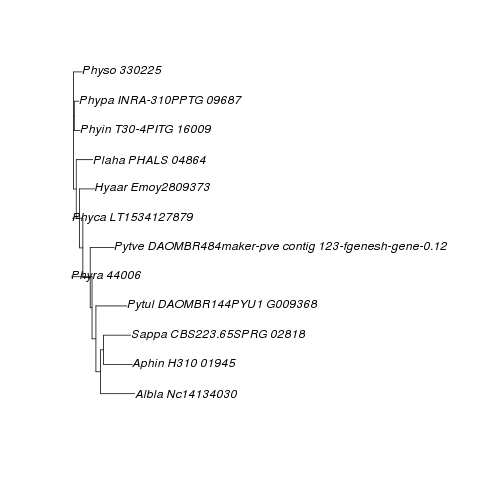 Physo 330225
Phypa INRA-310PPTG 09687
Phyin T30-4PITG 16009
Plaha PHALS 04864
Hyaar Emoy2809373
Phyca LT1534127879
Pytve DAOMBR484maker-pve contig 123-fgenesh-gene-0.12
Phyra 44006
Pytul DAOMBR144PYU1 G009368
Sappa CBS223.65SPRG 02818
Aphin H310 01945
Albla Nc14134030